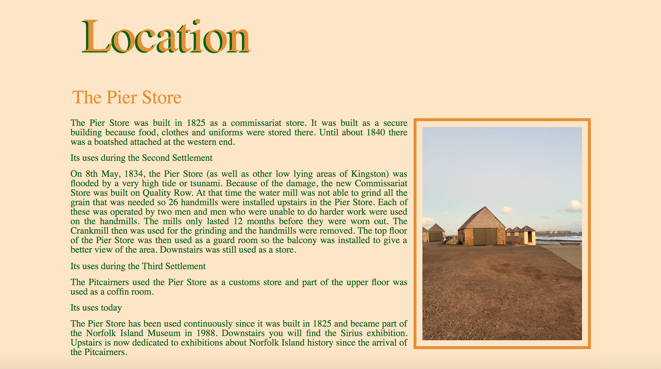 Location
The Pier Store
The Pier Store was built in 1825 as a commissariat store. It was built as a secure
building because food, clothes and uniforms were stored there. Until about 1840 there
was a boatshed attached at the western end.
Its uses during the Second Settlement
On 8th May, 1834, the Pier Store (as well as other low lying areas of Kingston) was
flooded by a very high tide or tsunami. Because of the damage, the new Commissariat
Store was built on Quality Row. At that time the water mill was not able to grind all the
grain that was needed so 26 handmills were installed upstairs in the Pier Store. Each of
these was operated by two men and men who were unable to do harder work were used
on the handmills. The mills only lasted 12 months before they were worn out. The
Crankmill then was used for the grinding and the handmills were removed. The top floor
of the Pier Store was then used as a guard room so the balcony was installed to give a
better view of the area. Downstairs was still used as a store.
Its uses during the Third Settlement
The Pitcairners used the Pier Store as a customs store and part of the upper floor was
used as a coffin room.
Its uses today
The Pier Store has been used continuously since it was built in 1825 and became part of
the Norfolk Island Museum in 1988. Downstairs you will find the Sirius exhibition.
Upstairs is now dedicated to exhibitions about Norfolk Island history since the arrival of
the Pitcairners.